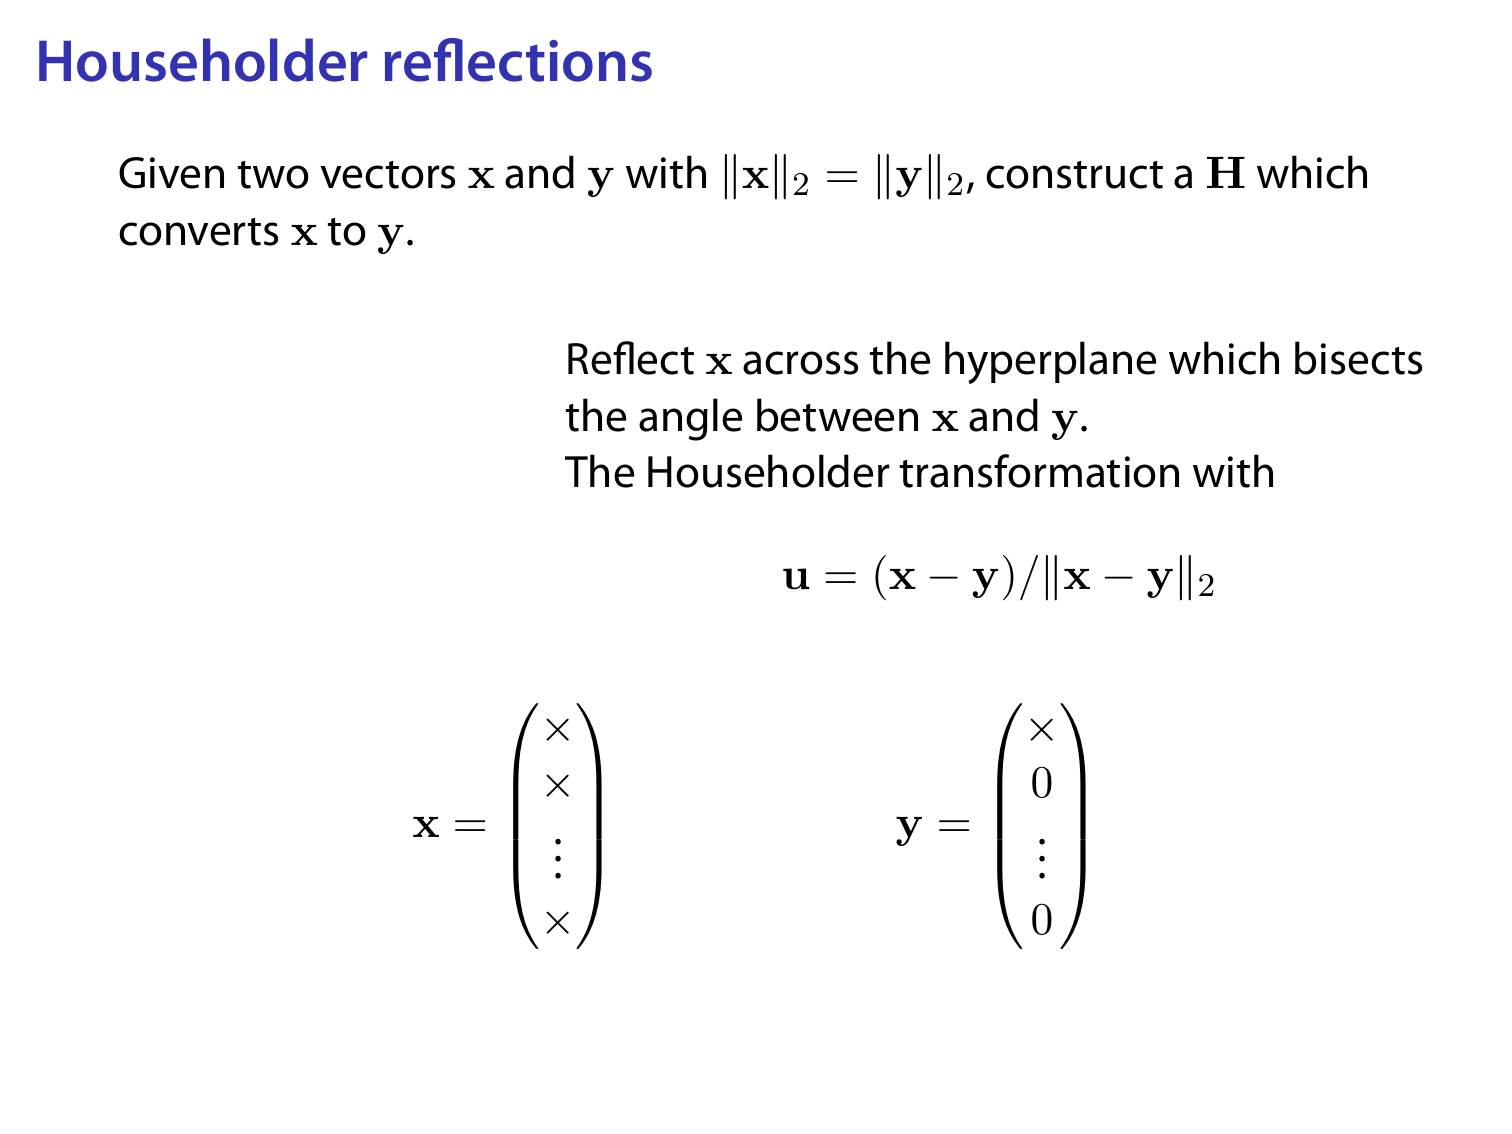 Householder reflections
Given two vectors x and y with ‖x‖₂ = ‖y‖₂, construct a H which
converts x to y.
Reflect x across the hyperplane which bisects
the angle between x and y.
The Householder transformation with
u = (x − y)/‖x − y‖₂
x = (× × ⋮ ×)
y = (× 0 ⋮ 0)